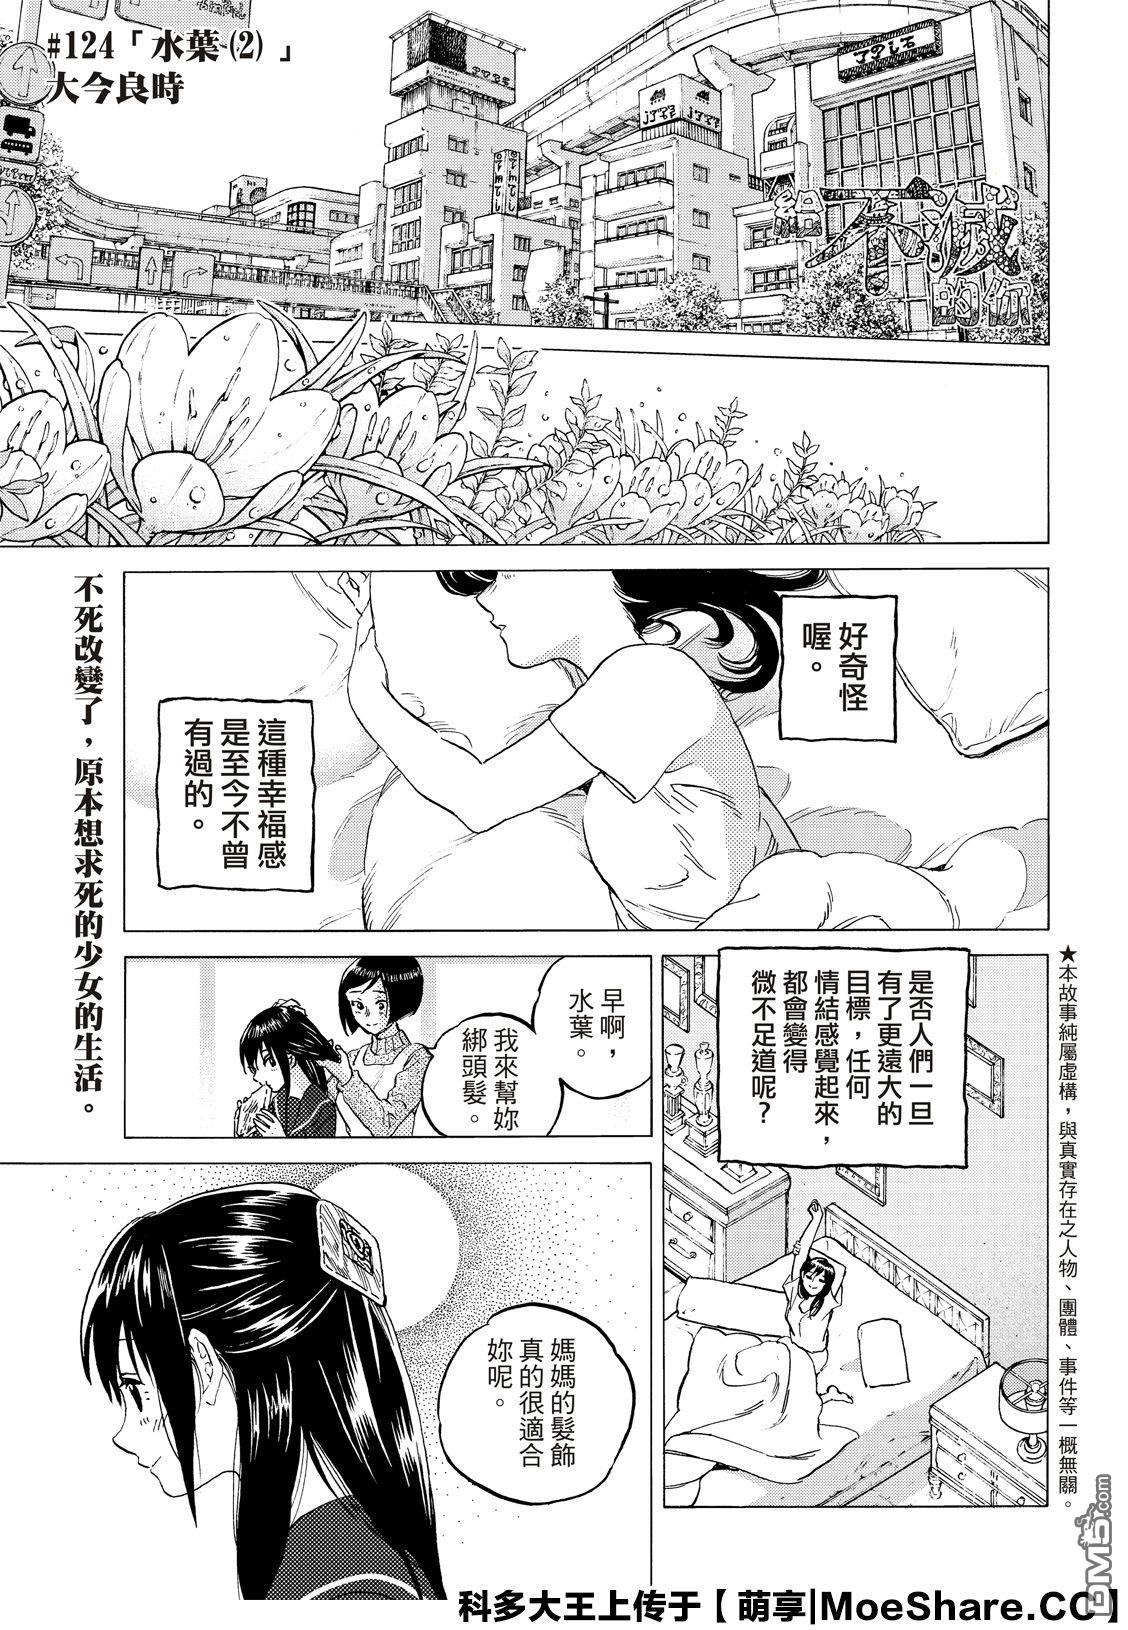 #124「水葉(2)」
大今良時
給不滅的你
好奇怪
喔。
這種幸福感
是至今不曾
有過的。
不死改變了，原本想求死的少女的生活。
★本故事純屬虛構，與真實存在之人物、團體、事件等一概無關。
是否人們一旦
有了更遠大的
目標，任何
情結感覺起來，
都會變得
微不足道呢？
早啊，
水葉。
我來幫妳
綁頭髮。
媽媽的髮飾
真的很適合
妳呢。
DM5.com
科多大王上传于【萌享|MoeShare.CC】